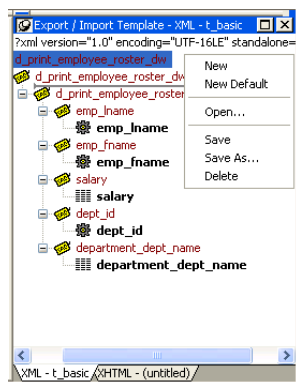 Export / Import Template - XML - t_basic
?xml version="1.0" encoding="UTF-16LE" standalone=
d_print_employee_roster_dw
New
d_print_employee_roster_dw
New Default
d_print_employee_roster
Open...
emp_lname
emp_lname
Save
emp_fname
Save As...
emp_fname
Delete
salary
salary
dept_id
dept_id
department_dept_name
department_dept_name
XML - t_basic
XHTML - (untitled)